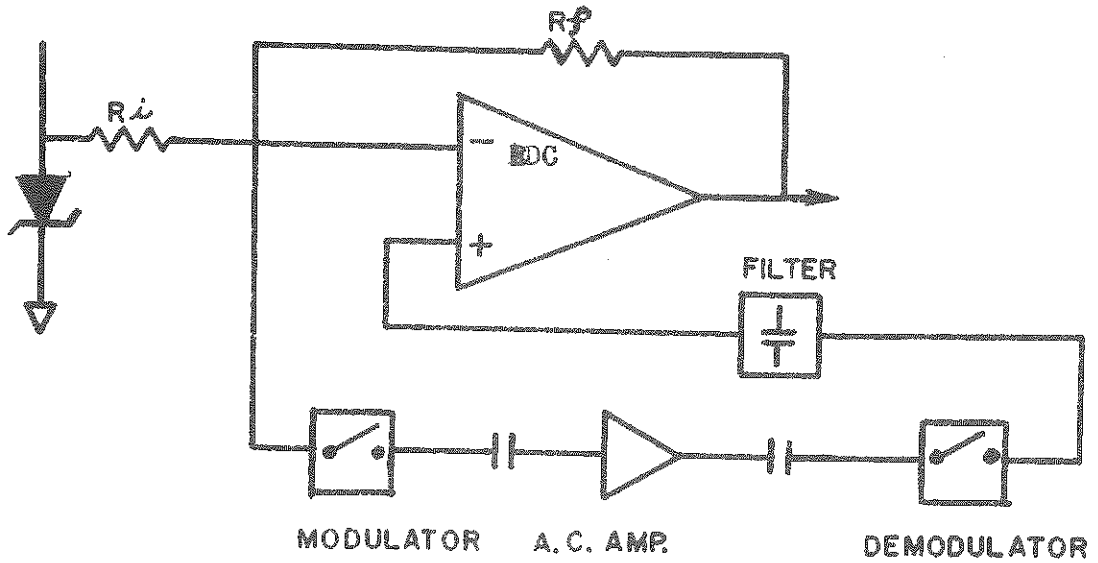 Rf
Ri
−
DC
+
FILTER
MODULATOR
A.C. AMP.
DEMODULATOR